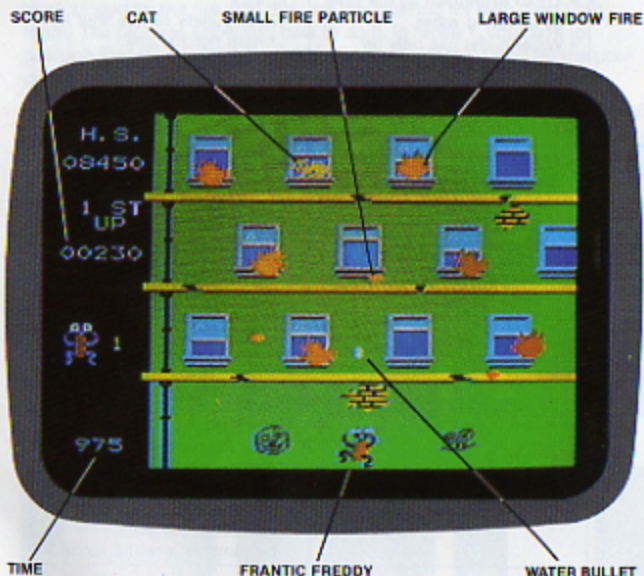 SCORE CAT SMALL FIRE PARTICLE LARGE WINDOW FIRE
H.S.
08450
1 ST
UP
00230
1
975
TIME FRANTIC FREDDY WATER BULLET